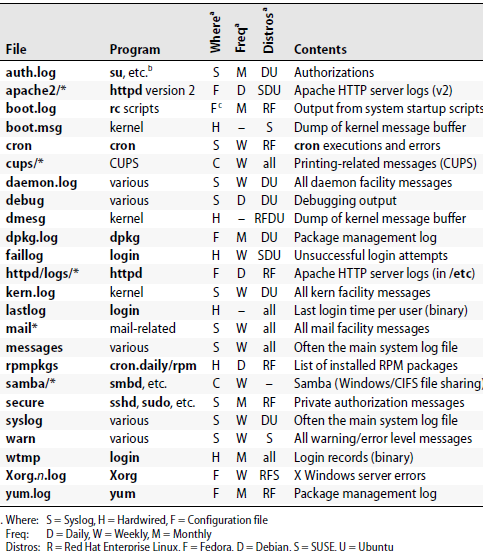 File Program Whereª Freqª Distrosª Contents
auth.log su, etc.ᵇ S M DU Authorizations
apache2/* httpd version 2 F D SDU Apache HTTP server logs (v2)
boot.log rc scripts Fᶜ M RF Output from system startup scripts
boot.msg kernel H – S Dump of kernel message buffer
cron cron S W RF cron executions and errors
cups/* CUPS C W all Printing-related messages (CUPS)
daemon.log various S W DU All daemon facility messages
debug various S D DU Debugging output
dmesg kernel H – RFDU Dump of kernel message buffer
dpkg.log dpkg F M DU Package management log
faillog login H W SDU Unsuccessful login attempts
httpd/logs/* httpd F D RF Apache HTTP server logs (in /etc)
kern.log kernel S W DU All kern facility messages
lastlog login H – all Last login time per user (binary)
mail* mail-related S W all All mail facility messages
messages various S W all Often the main system log file
rpmpkgs cron.daily/rpm H D RF List of installed RPM packages
samba/* smbd, etc. C W – Samba (Windows/CIFS file sharing)
secure sshd, sudo, etc. S M RF Private authorization messages
syslog various S W DU Often the main system log file
warn various S W S All warning/error level messages
wtmp login H M all Login records (binary)
Xorg.n.log Xorg F W RFS X Windows server errors
yum.log yum F M RF Package management log
. Where: S = Syslog, H = Hardwired, F = Configuration file
Freq: D = Daily, W = Weekly, M = Monthly
Distros: R = Red Hat Enterprise Linux, F = Fedora, D = Debian, S = SUSE, U = Ubuntu